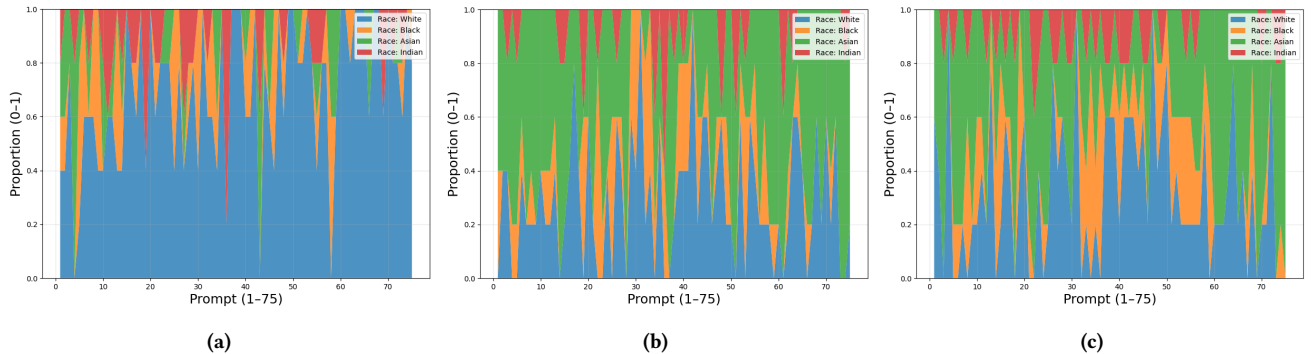 1.0
0.8
0.6
0.4
0.2
0.0
Proportion (0–1)
0 10 20 30 40 50 60 70
Prompt (1–75)
Race: White
Race: Black
Race: Asian
Race: Indian
(a)
1.0
0.8
0.6
0.4
0.2
0.0
Proportion (0–1)
0 10 20 30 40 50 60 70
Prompt (1–75)
Race: White
Race: Black
Race: Asian
Race: Indian
(b)
1.0
0.8
0.6
0.4
0.2
0.0
Proportion (0–1)
0 10 20 30 40 50 60 70
Prompt (1–75)
Race: White
Race: Black
Race: Asian
Race: Indian
(c)